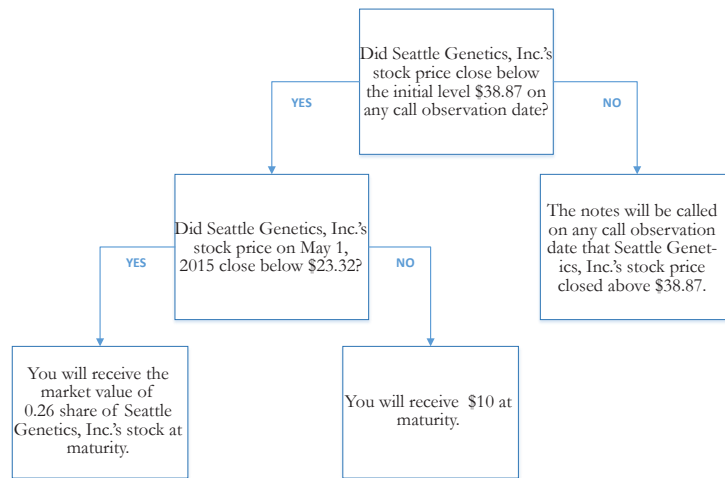 Did Seattle Genetics, Inc.'s
stock price close below
the initial level $38.87 on
any call observation date?
YES
NO
Did Seattle Genetics, Inc.'s
stock price on May 1,
2015 close below $23.32?
The notes will be called
on any call observation
date that Seattle Genet-
ics, Inc.'s stock price
closed above $38.87.
YES
NO
You will receive the
market value of
0.26 share of Seattle
Genetics, Inc.'s stock at
maturity.
You will receive $10 at
maturity.